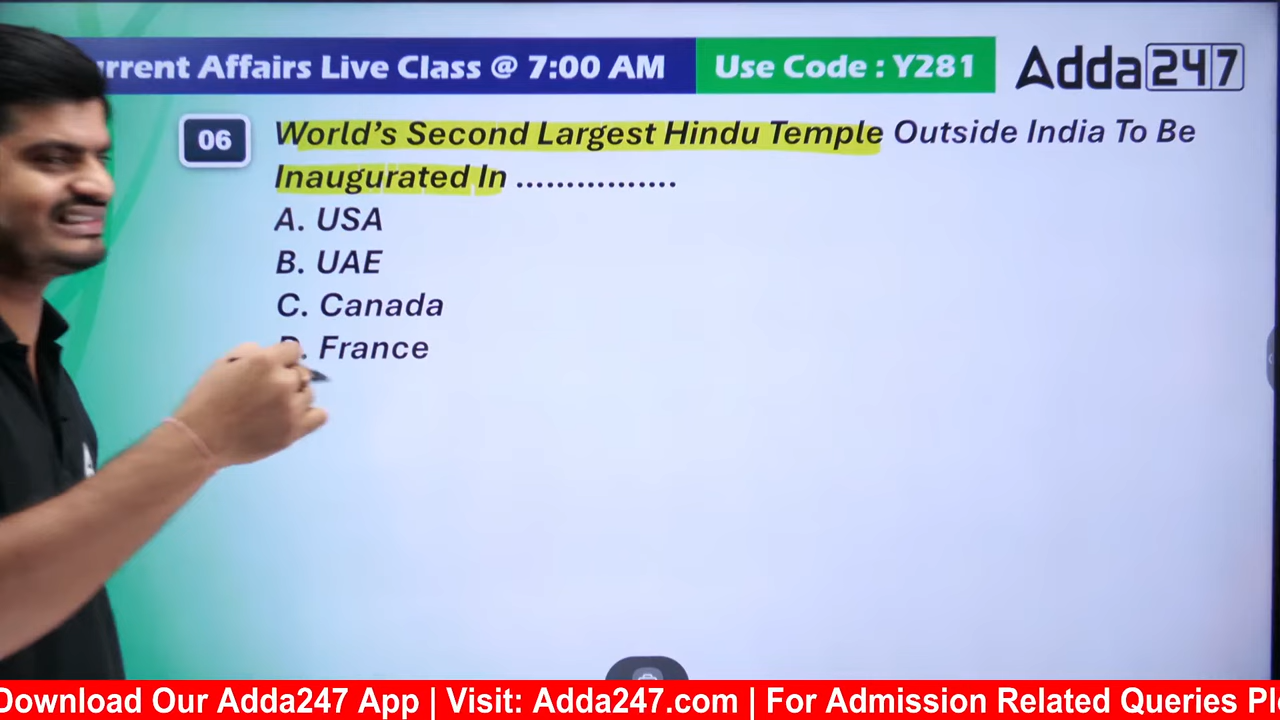 urrent Affairs Live Class @ 7:00 AM
Use Code : Y281
Adda247
06
World's Second Largest Hindu Temple Outside India To Be
Inaugurated In ................
A. USA
B. UAE
C. Canada
D. France
Download Our Adda247 App | Visit: Adda247.com | For Admission Related Queries Pl